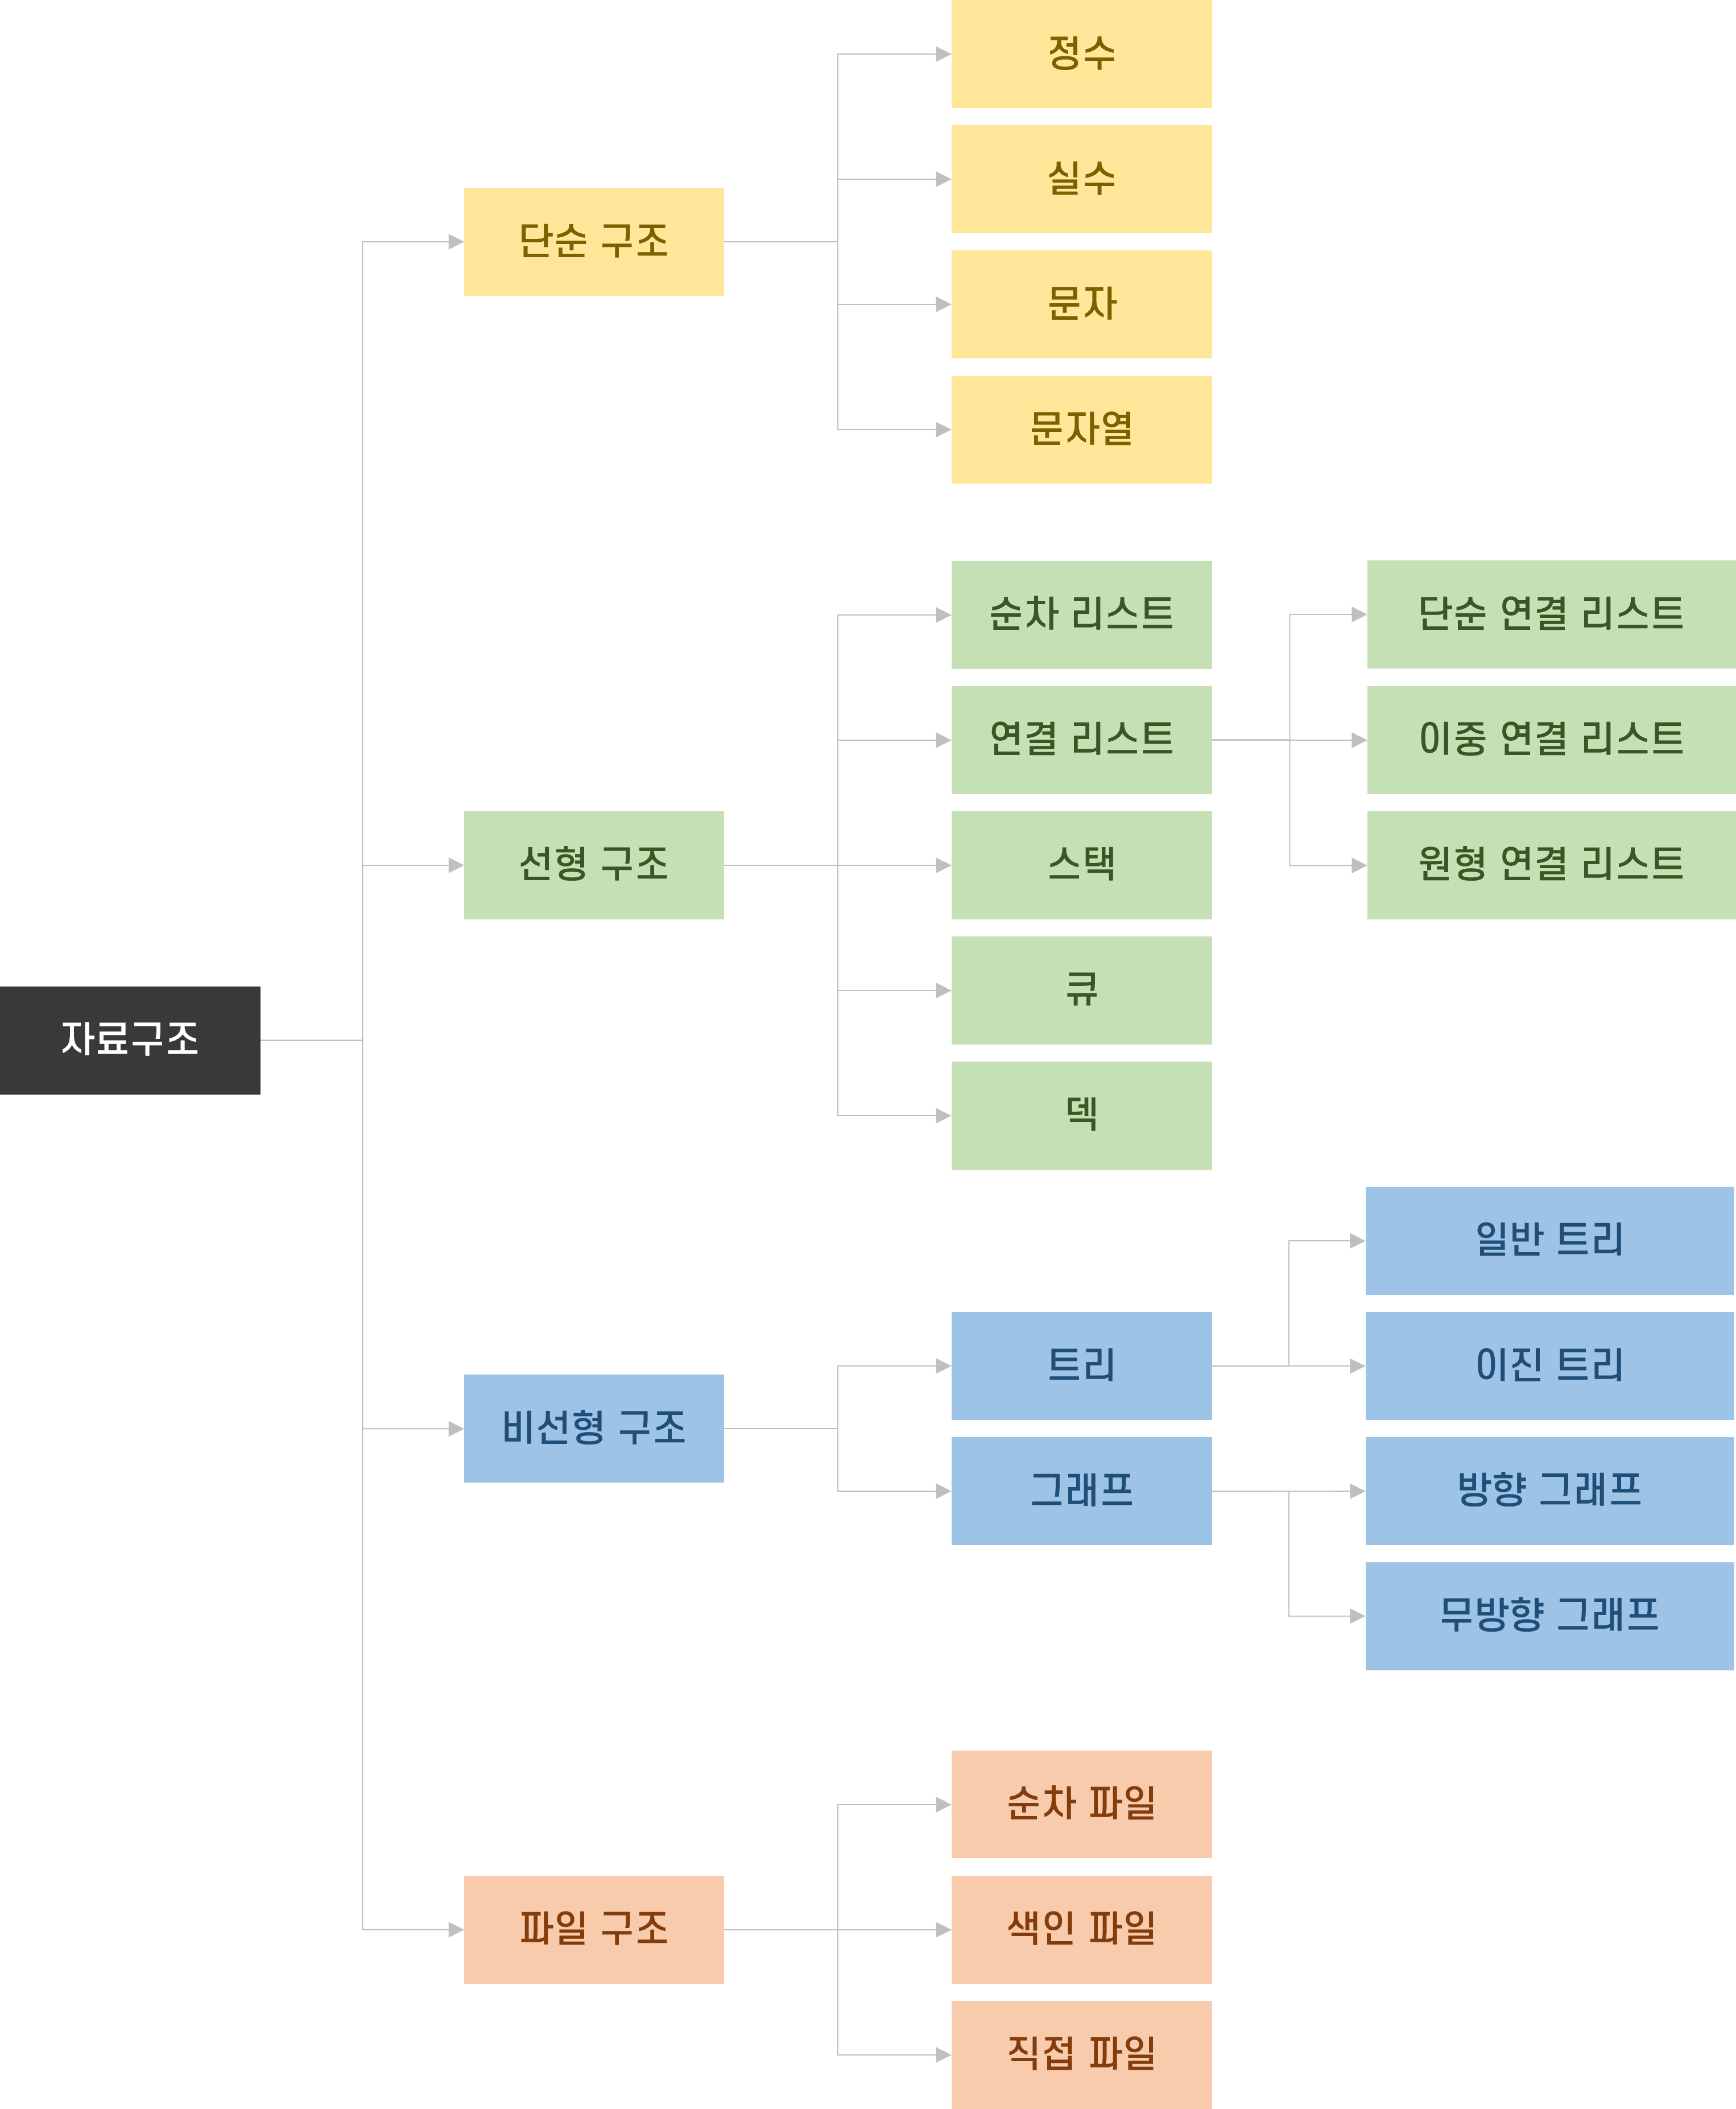 자료구조
단순 구조
정수
실수
문자
문자열
선형 구조
순차 리스트
연결 리스트
단순 연결 리스트
이중 연결 리스트
원형 연결 리스트
스택
큐
덱
비선형 구조
트리
일반 트리
이진 트리
그래프
방향 그래프
무방향 그래프
파일 구조
순차 파일
색인 파일
직접 파일